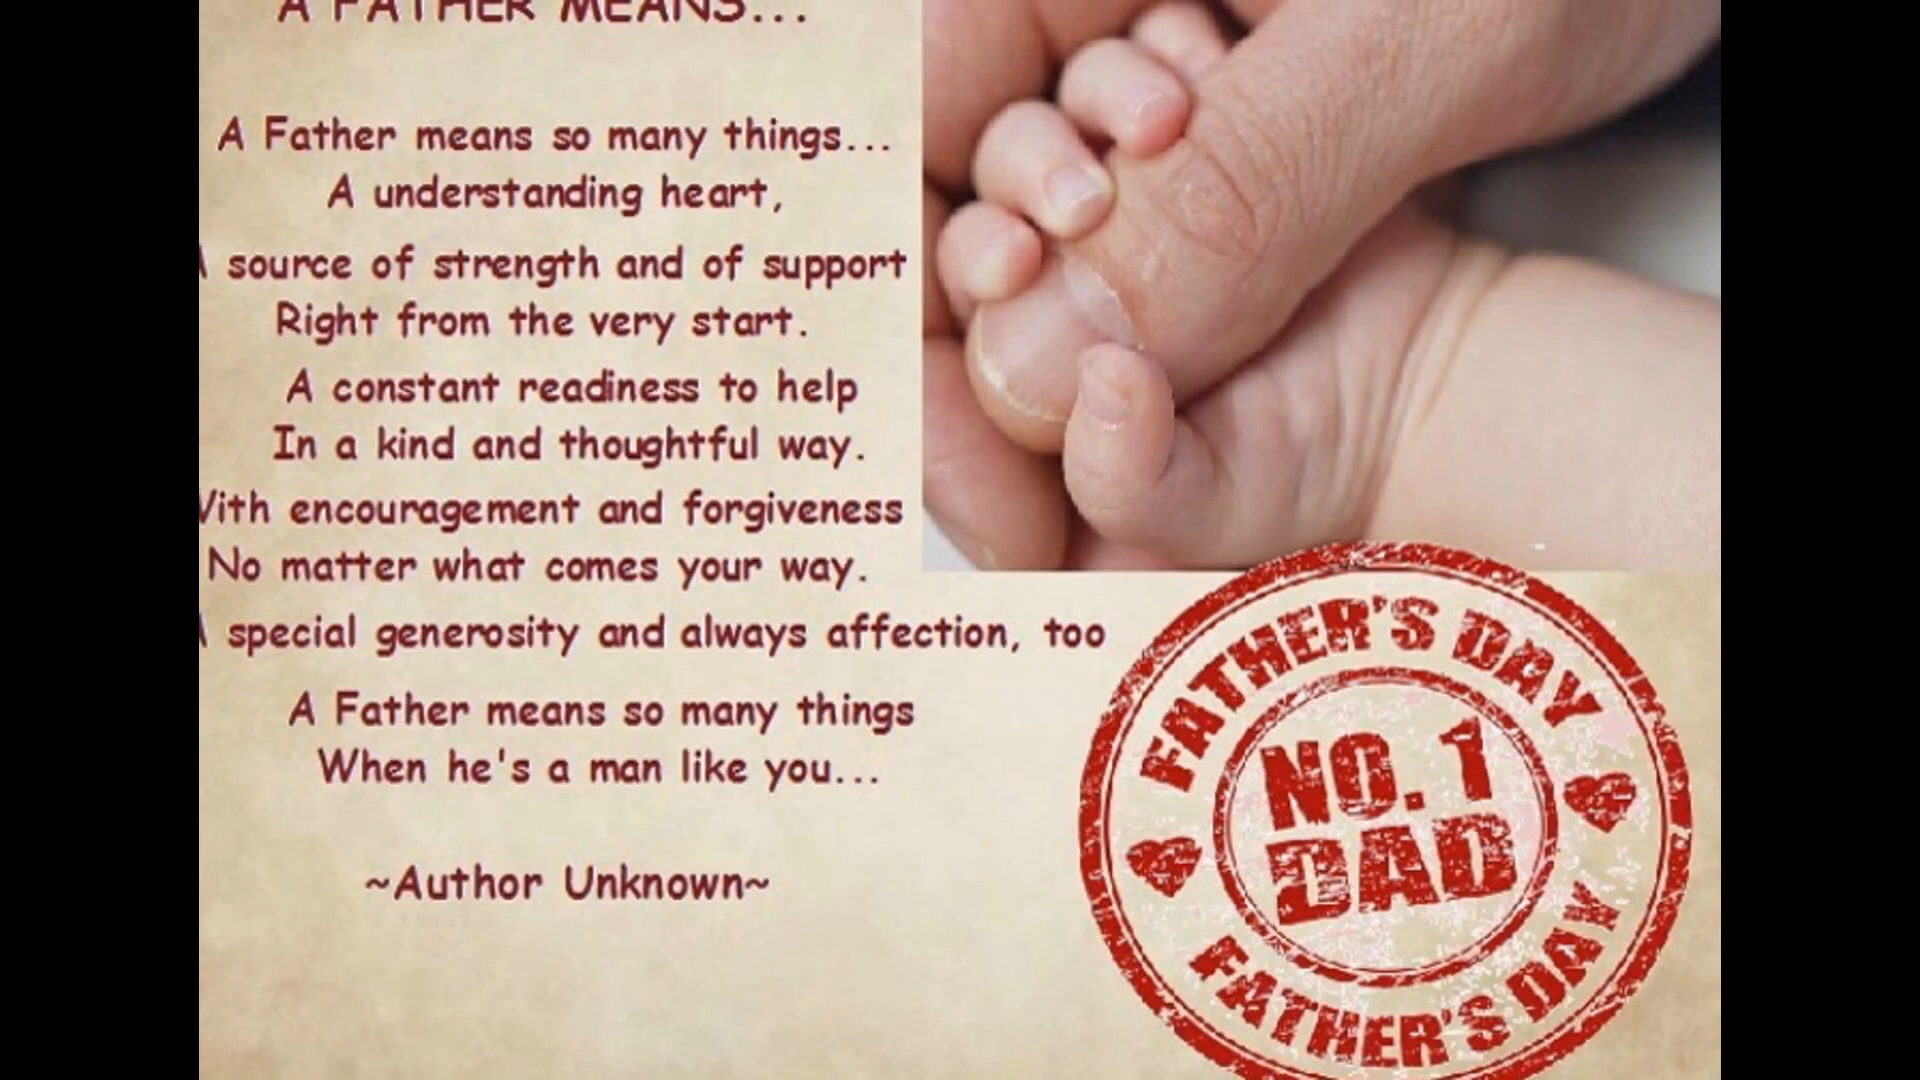 A FATHER MEANS...
A Father means so many things...
A understanding heart,
A source of strength and of support
Right from the very start.
A constant readiness to help
In a kind and thoughtful way.
With encouragement and forgiveness
No matter what comes your way.
A special generosity and always affection, too
A Father means so many things
When he's a man like you...
~Author Unknown~
FATHER'S DAY
NO. 1
DAD
FATHER'S DAY